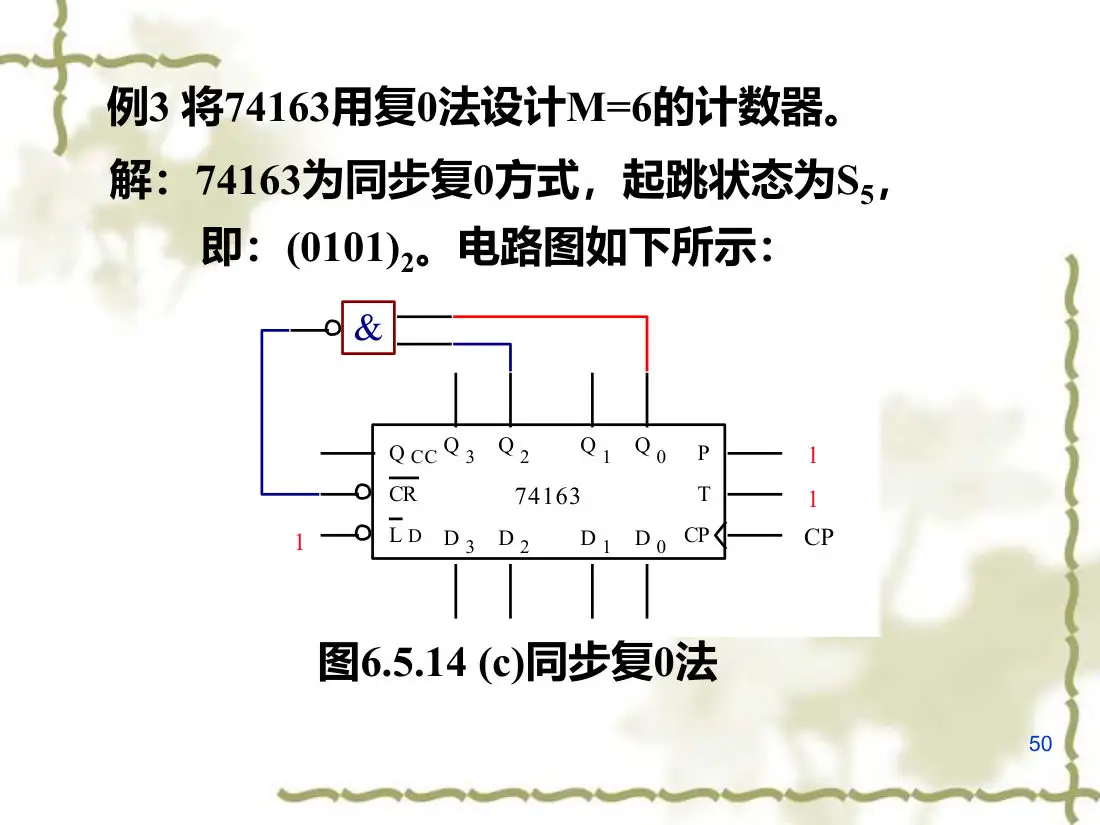 例3 将74163用复0法设计M=6的计数器。
解：74163为同步复0方式，起跳状态为S5，
即：(0101)2。电路图如下所示：
&
QCC Q3 Q2 Q1 Q0 P 1
CR 74163 T 1
1 LD D3 D2 D1 D0 CP CP
图6.5.14 (c)同步复0法
50